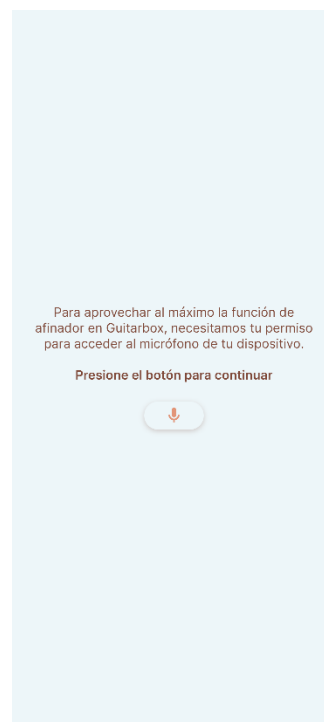 Para aprovechar al máximo la función de
afinador en Guitarbox, necesitamos tu permiso
para acceder al micrófono de tu dispositivo.
Presione el botón para continuar